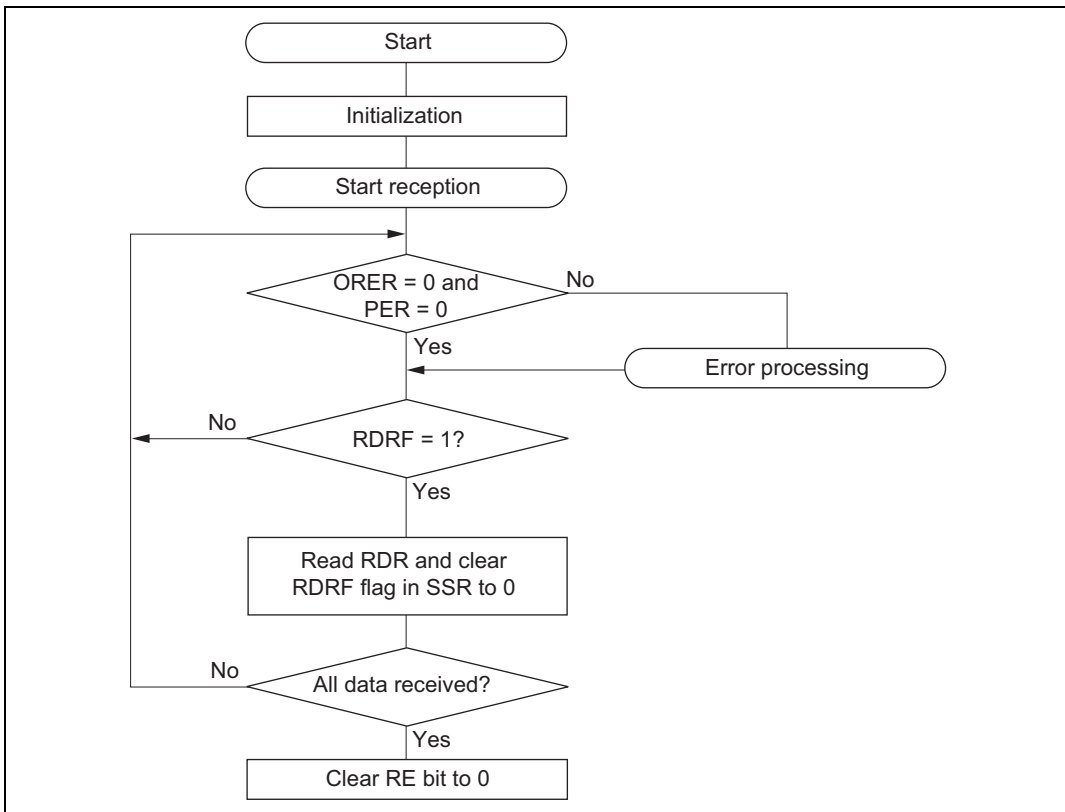 Start
Initialization
Start reception
ORER = 0 and
PER = 0
No
Yes
Error processing
No
RDRF = 1?
Yes
Read RDR and clear
RDRF flag in SSR to 0
No
All data received?
Yes
Clear RE bit to 0